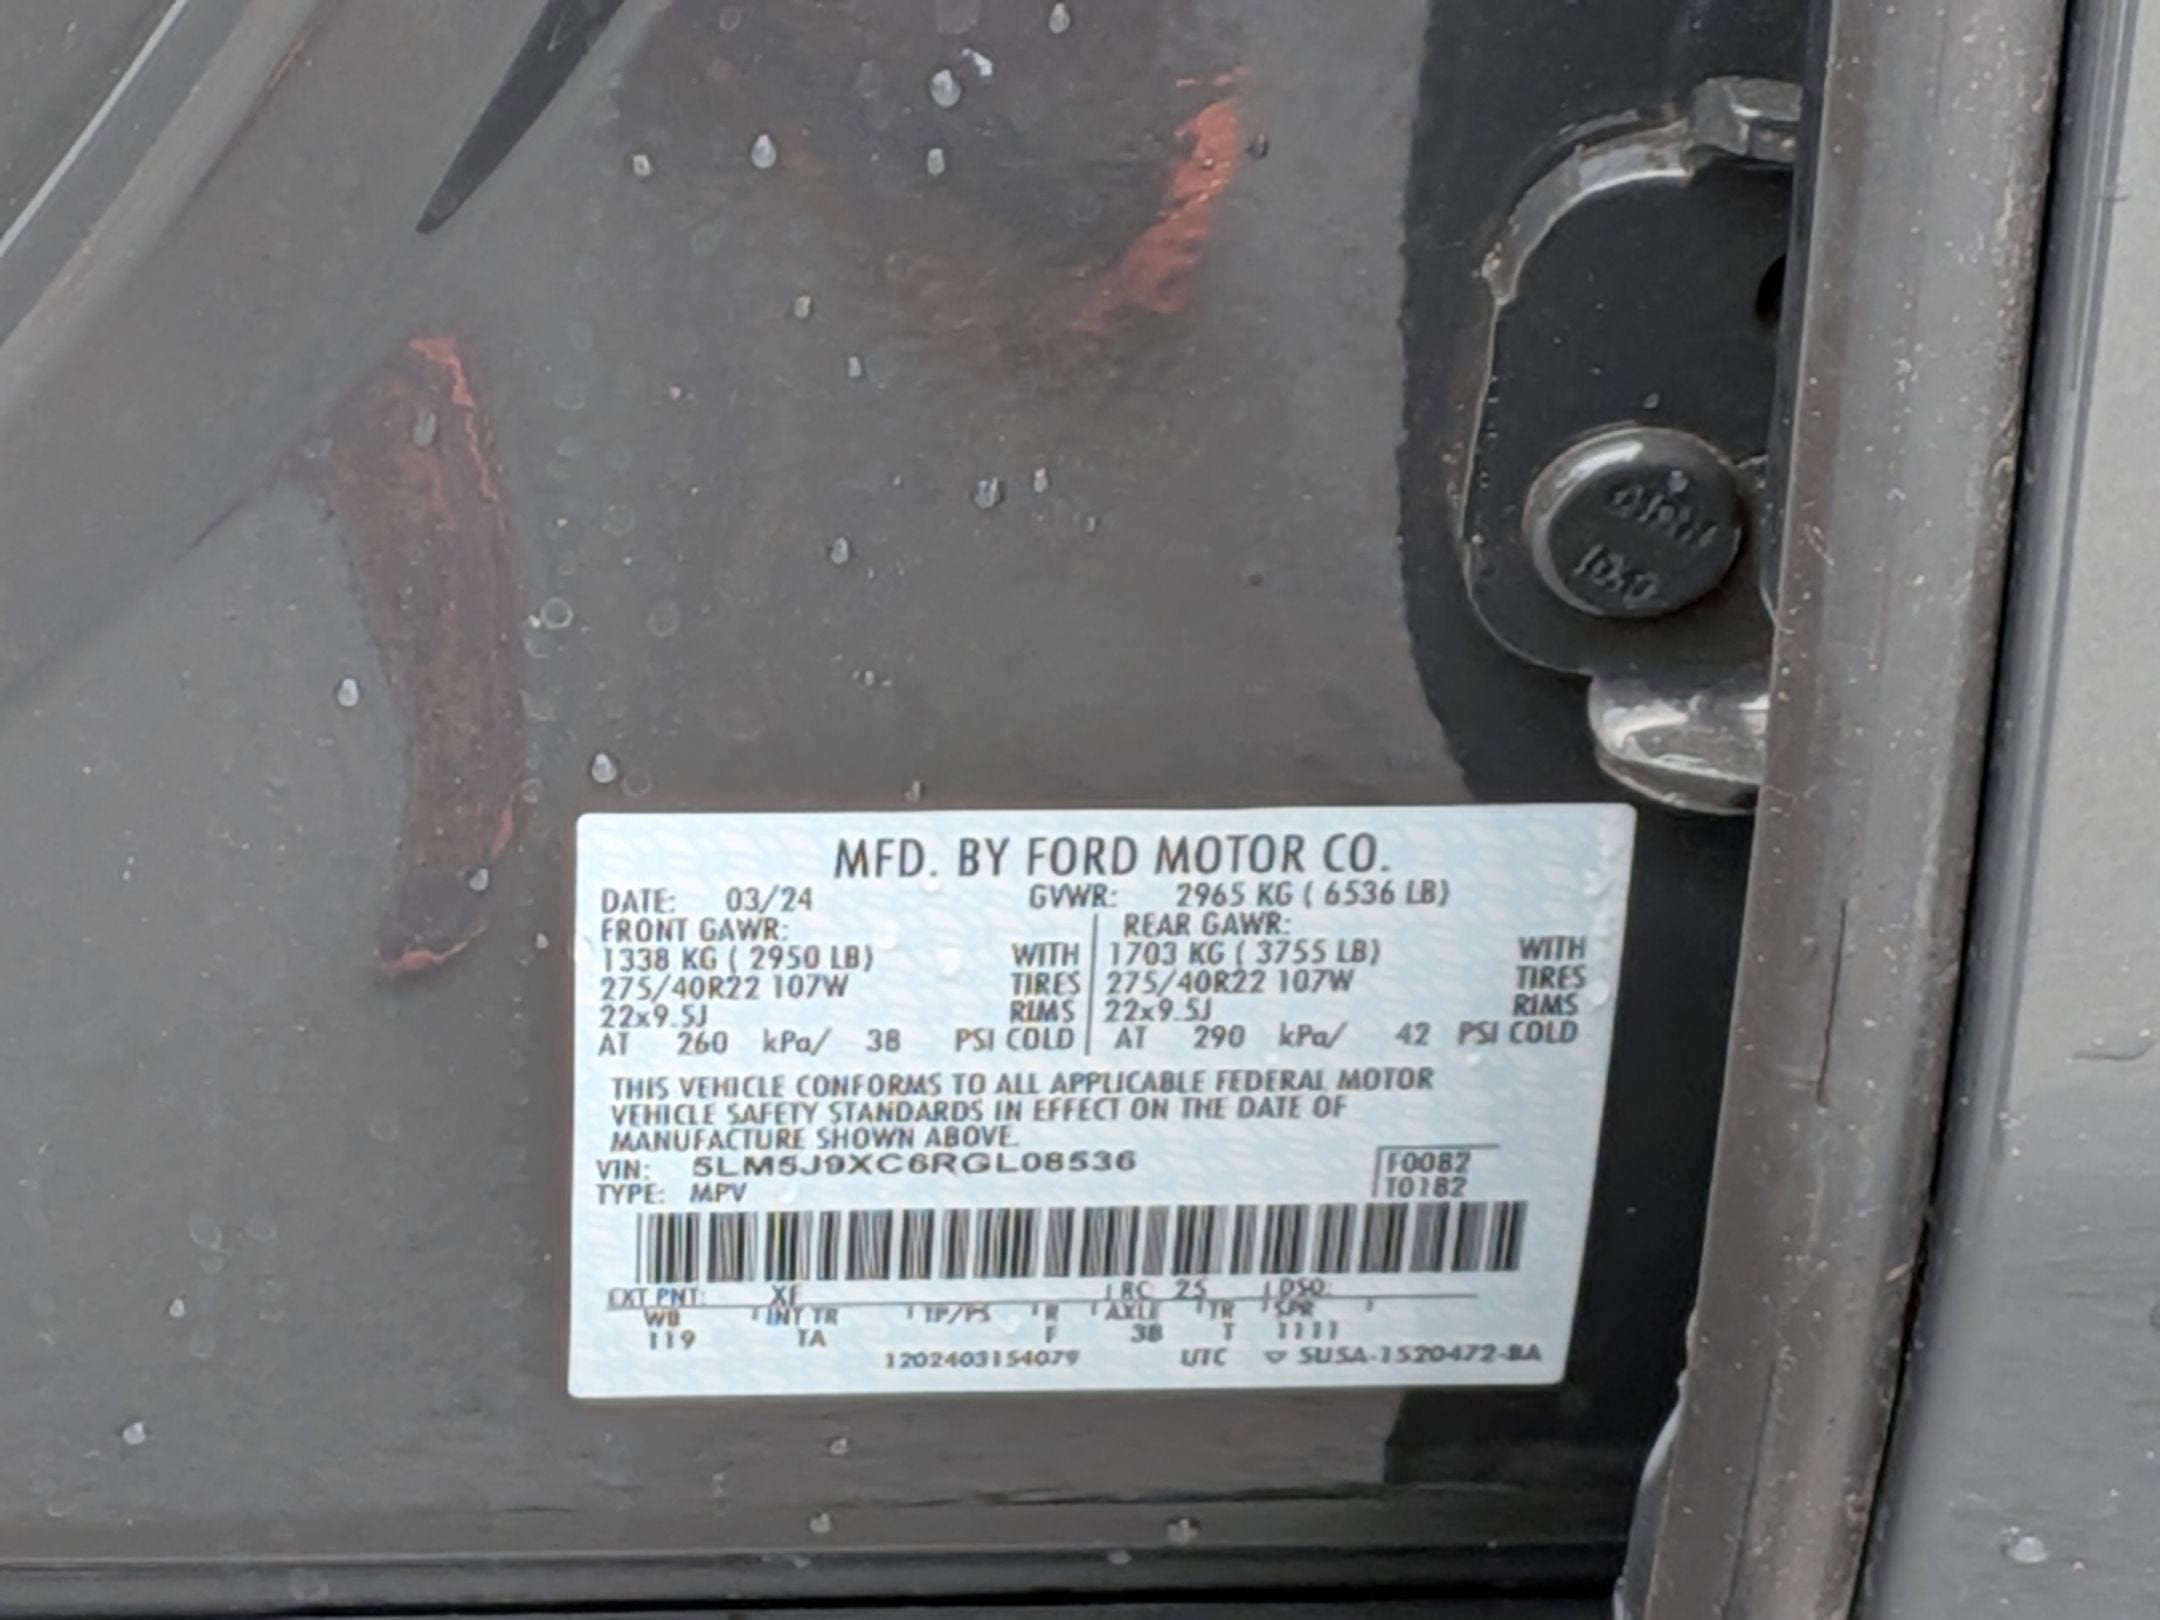 MFD. BY FORD MOTOR CO.
DATE: 03/24 GVWR: 2965 KG ( 6536 LB)
FRONT GAWR: REAR GAWR:
1338 KG ( 2950 LB) WITH 1703 KG ( 3755 LB) WITH
275/40R22 107W TIRES 275/40R22 107W TIRES
22x9.5J RIMS 22x9.5J RIMS
AT 260 kPa/ 38 PSI COLD AT 290 kPa/ 42 PSI COLD
THIS VEHICLE CONFORMS TO ALL APPLICABLE FEDERAL MOTOR
VEHICLE SAFETY STANDARDS IN EFFECT ON THE DATE OF
MANUFACTURE SHOWN ABOVE.
VIN: 5LM5J9XC6RGL08536 F0082
TYPE: MPV T0182
EXT PNT: RC: 25 DSO:
WB INT TR TP/PS R AXLE TR SPR
119 TA F 3B T 1111
1202403154079 UTC ▽ 5USA-1520472-BA